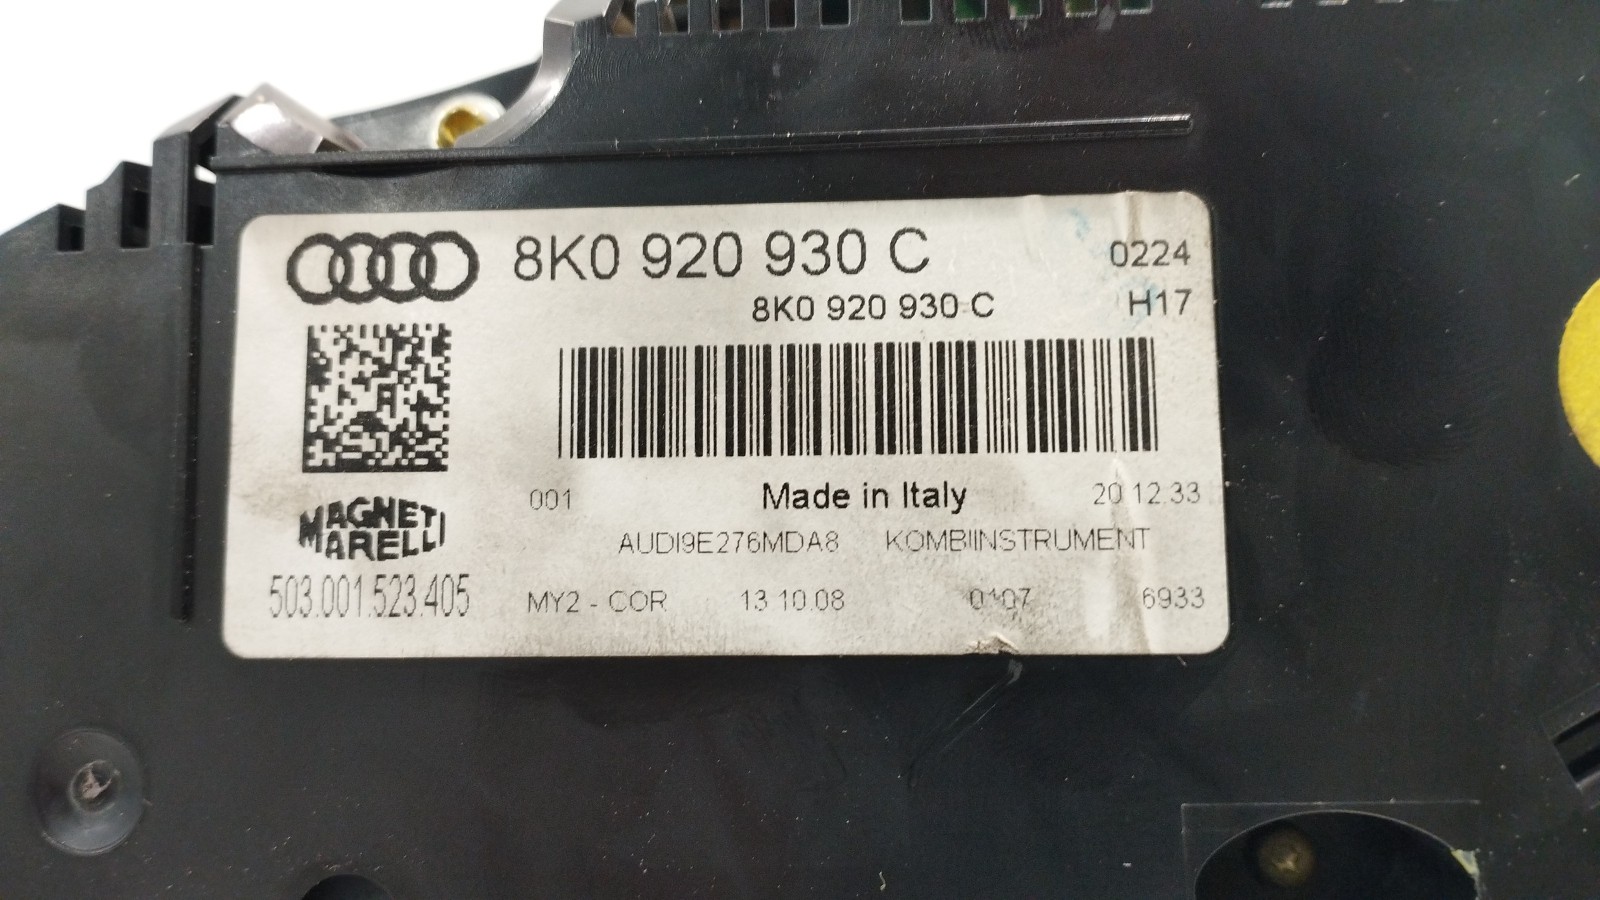 8K0 920 930 C
0224
8K0 920 930 C
H17
001
Made in Italy
20 12.33
MAGNETI
MARELLI
AUDI9E276MDA8 KOMBIINSTRUMENT
503.001.523.405
MY2 - COR
13 10.08
0107
6933